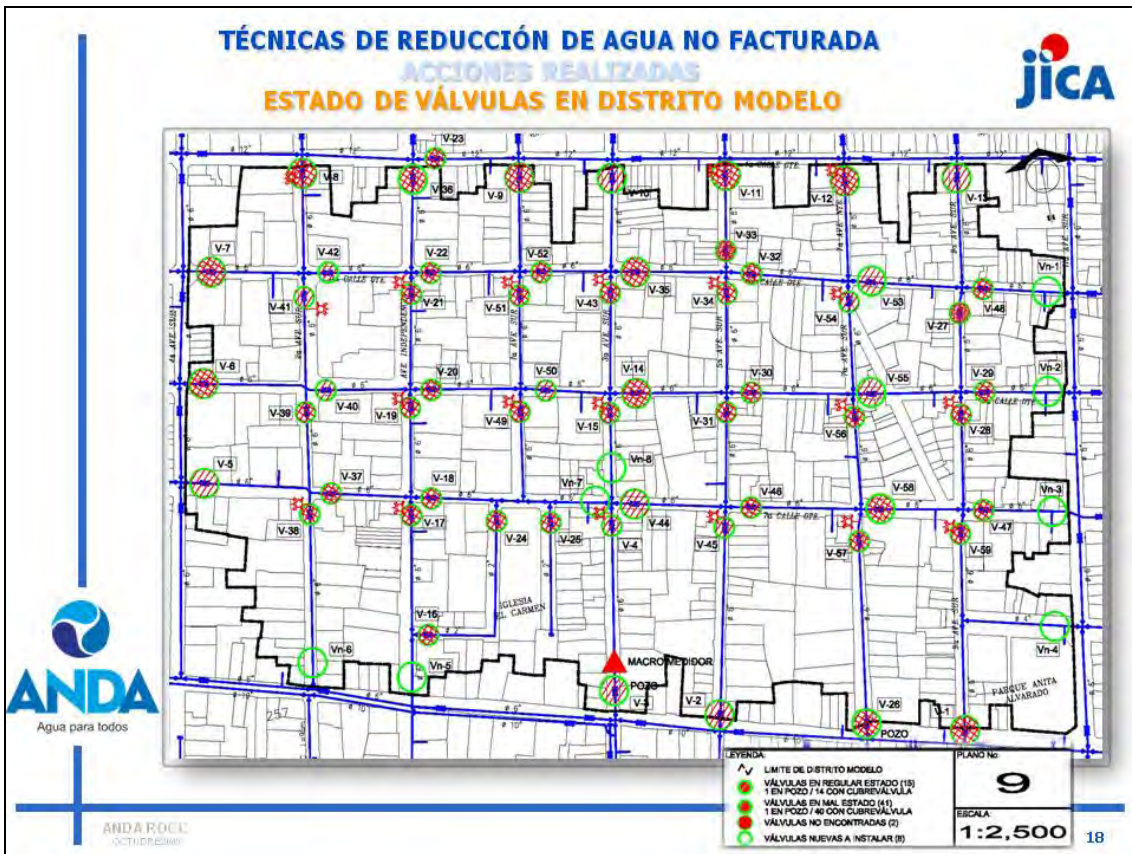 TÉCNICAS DE REDUCCIÓN DE AGUA NO FACTURADA
ACCIONES REALIZADAS
ESTADO DE VÁLVULAS EN DISTRITO MODELO
JICA
V-23
V-8
V-36
V-9
V-10
V-11
V-12
V-13
V-33
V-7
V-42
V-22
V-52
V-32
Vn-1
V-41
V-21
V-51
V-43
V-35
V-34
V-53
V-54
V-48
V-27
V-6
V-20
V-50
V-14
V-30
V-55
V-29
Vn-2
V-40
V-39
V-19
V-49
V-15
V-31
V-56
V-28
Vn-8
V-5
V-37
V-18
Vn-7
V-46
V-58
Vn-3
7a CALLE OTE.
V-38
V-17
V-24
V-25
V-4
V-44
V-45
V-57
V-47
V-59
V-16
IGLESIA
EL CARMEN
Vn-4
Vn-6
Vn-5
MACRO MEDIDOR
POZO
V-3
V-2
V-26
V-1
POZO
PARQUE ANITA
ALVARADO
257
ANDA
Agua para todos
LEYENDA:
LIMITE DE DISTRITO MODELO
VÁLVULAS EN REGULAR ESTADO (15)
1 EN POZO / 14 CON CUBREVÁLVULA
VÁLVULAS EN MAL ESTADO (41)
1 EN POZO / 40 CON CUBREVÁLVULA
VÁLVULAS NO ENCONTRADAS (2)
VÁLVULAS NUEVAS A INSTALAR (8)
PLANO No.
9
ESCALA:
1:2,500
18